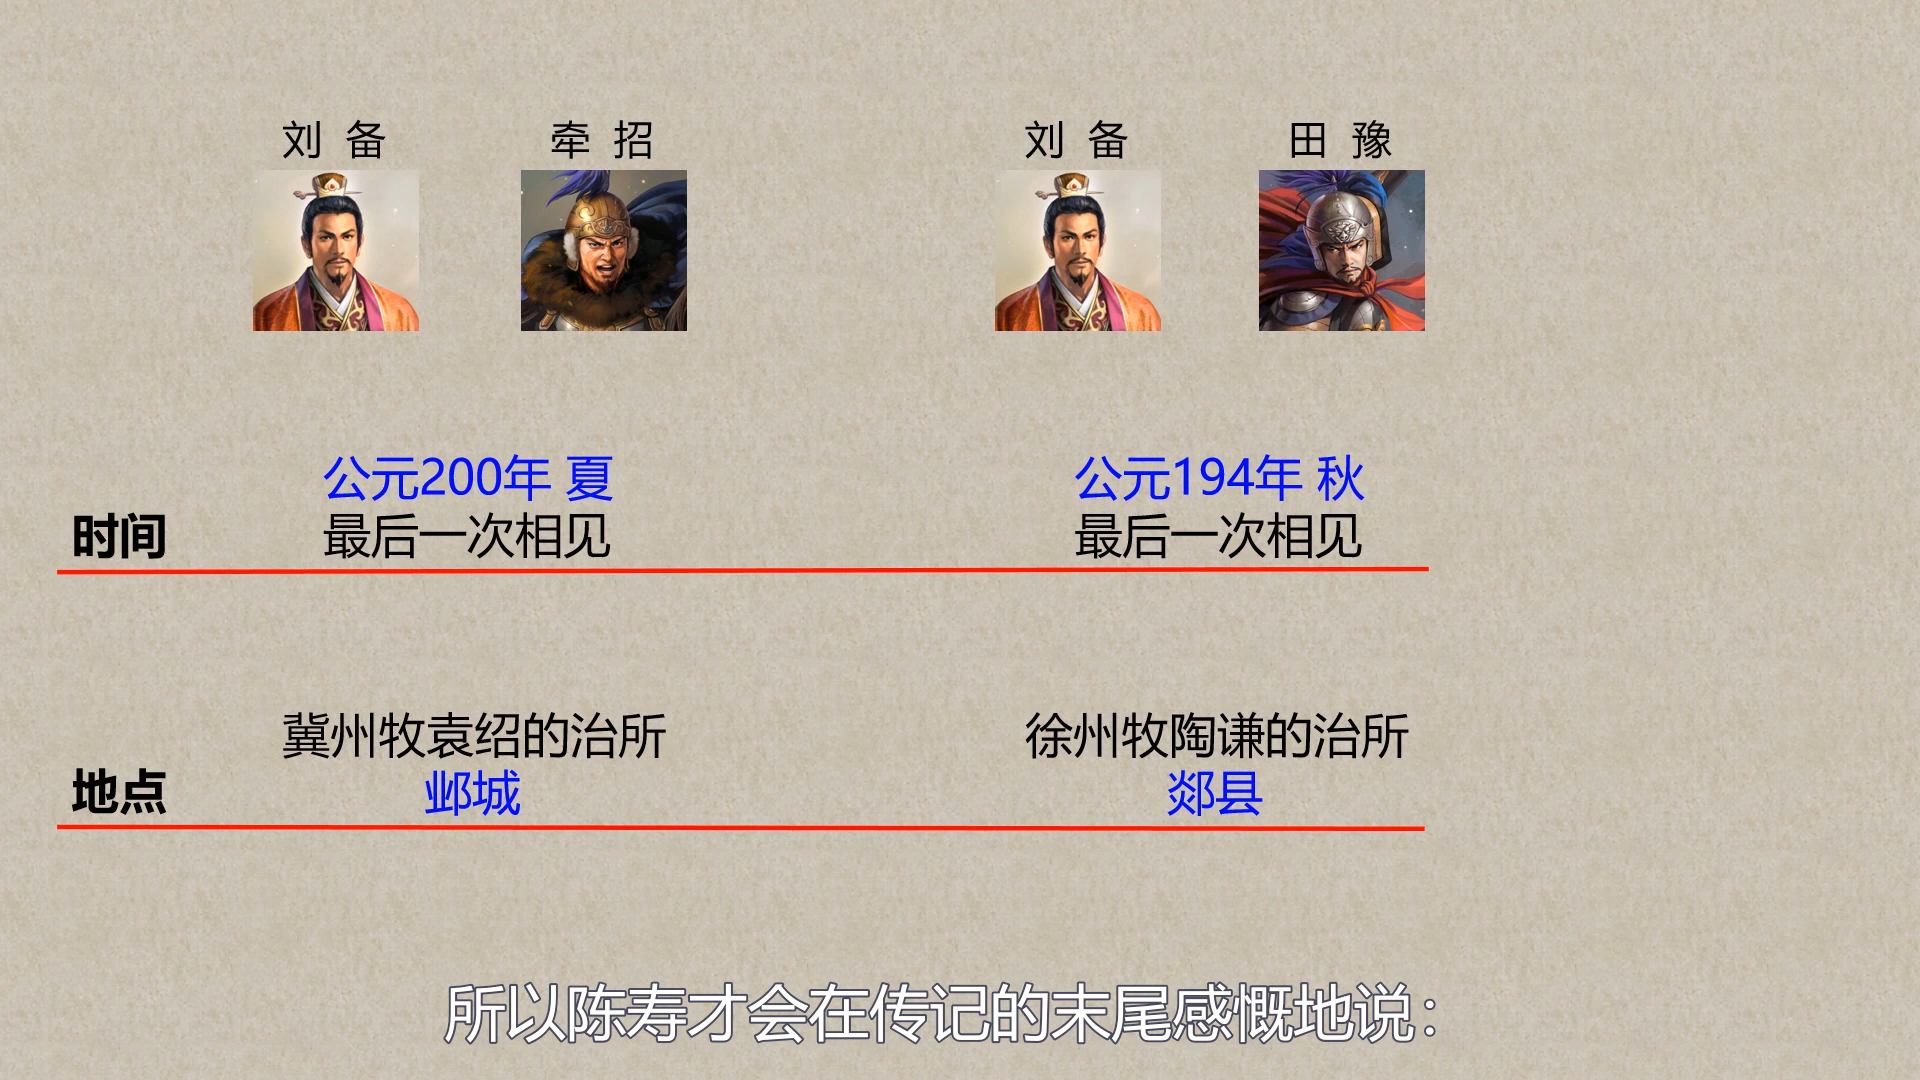 刘 备
牵 招
刘 备
田 豫
公元200年 夏
公元194年 秋
时间
最后一次相见
最后一次相见
冀州牧袁绍的治所
徐州牧陶谦的治所
地点
邺城
郯县
所以陈寿才会在传记的末尾感慨地说：